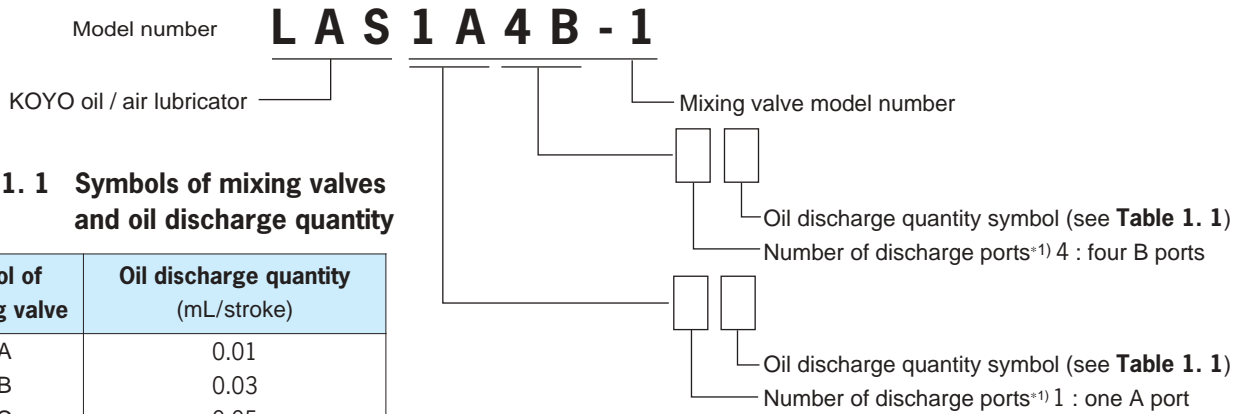 Model number LAS1A4B-1
KOYO oil / air lubricator
Mixing valve model number
Oil discharge quantity symbol (see Table 1. 1)
Number of discharge ports*1) 4 : four B ports
Oil discharge quantity symbol (see Table 1. 1)
Number of discharge ports*1) 1 : one A port
1. 1 Symbols of mixing valves
and oil discharge quantity
of Oil discharge quantity
valve (mL/stroke)
A 0.01
B 0.03